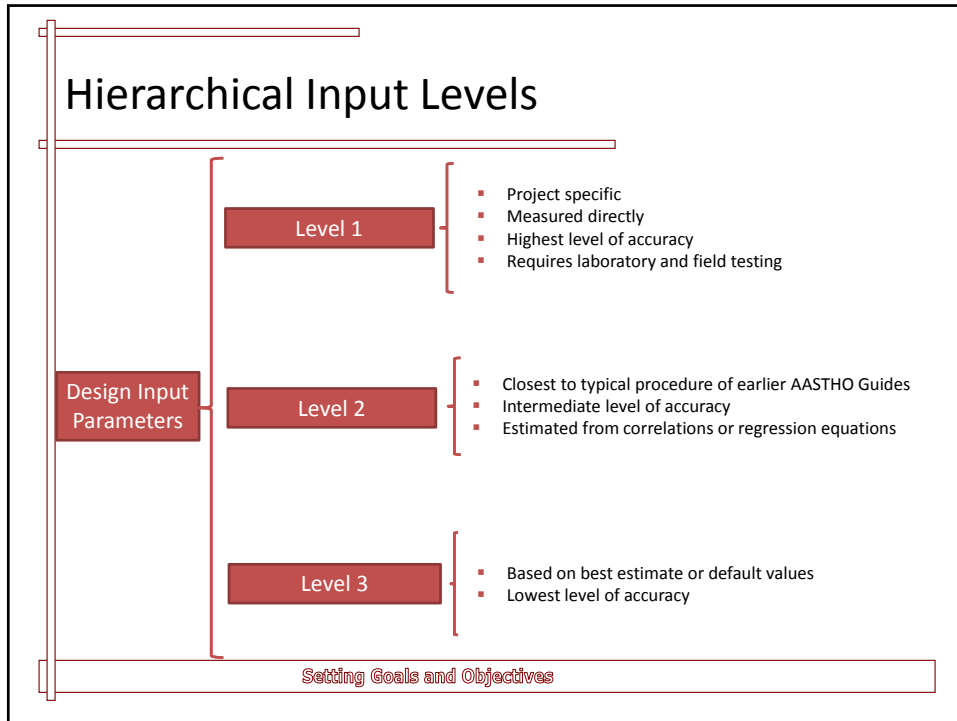 Hierarchical Input Levels
Level 1
▪ Project specific
▪ Measured directly
▪ Highest level of accuracy
▪ Requires laboratory and field testing
Design Input
Parameters
Level 2
▪ Closest to typical procedure of earlier AASTHO Guides
▪ Intermediate level of accuracy
▪ Estimated from correlations or regression equations
Level 3
▪ Based on best estimate or default values
▪ Lowest level of accuracy
Setting Goals and Objectives